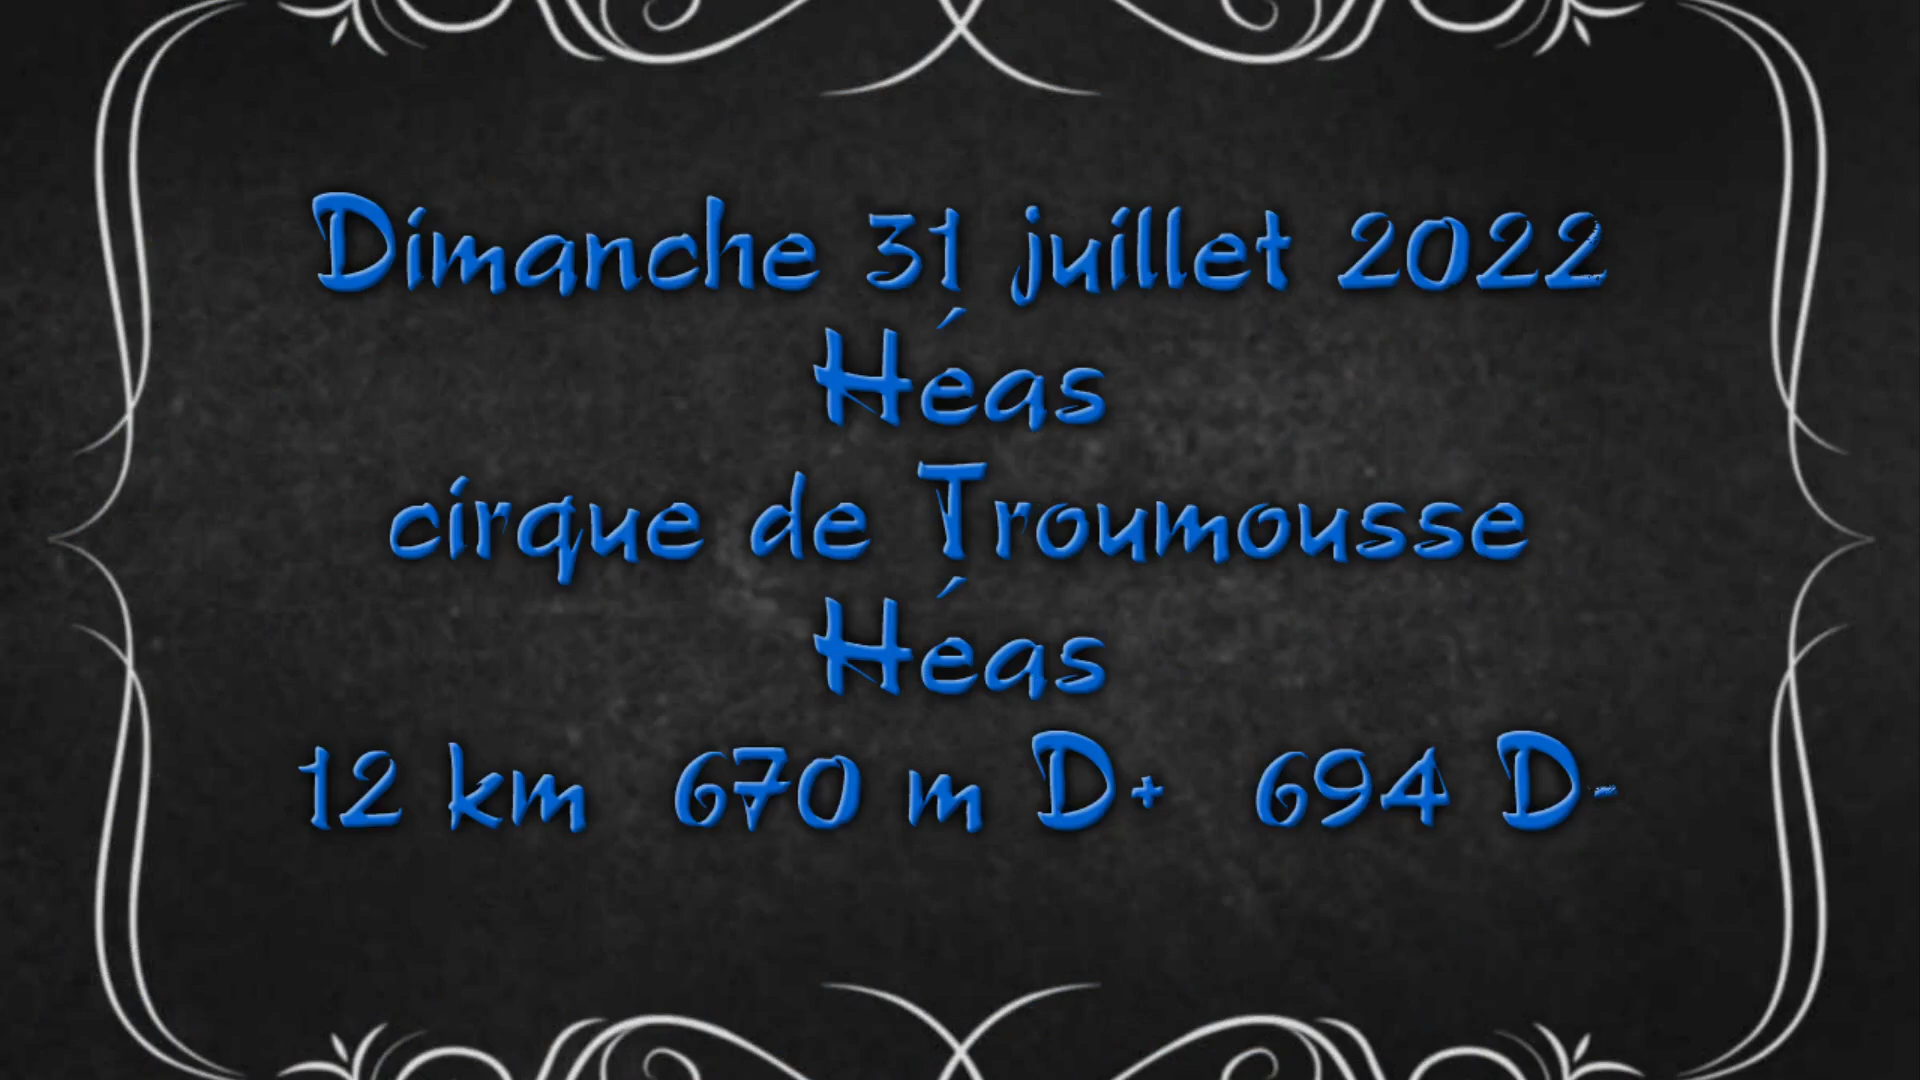 Dimanche 31 juillet 2022
Héas
cirque de Troumousse
Héas
12 km 670 m D+ 694 D-